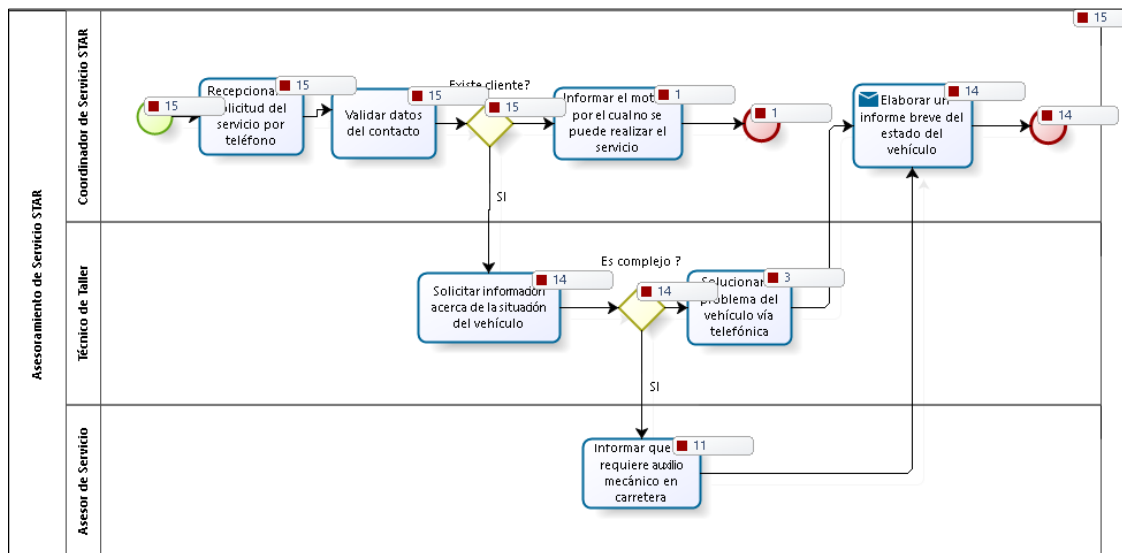 Asesoramiento de Servicio STAR
Coordinador de Servicio STAR
15
15
Recepcionar
solicitud del
servicio por
teléfono
15
Validar datos
del contacto
15
Existe cliente?
15
SI
1
Informar el
por el cual no se
puede realizar el
servicio
1
14
Elaborar un
informe breve del
estado del
vehículo
14
Técnico de Taller
14
Solicitar información
acerca de la situación
del vehículo
Es complejo ?
14
SI
3
Solucionar
problema del
vehículo vía
telefónica
Asesor de Servicio
11
Informar que
requiere auxilio
mecánico en
carretera